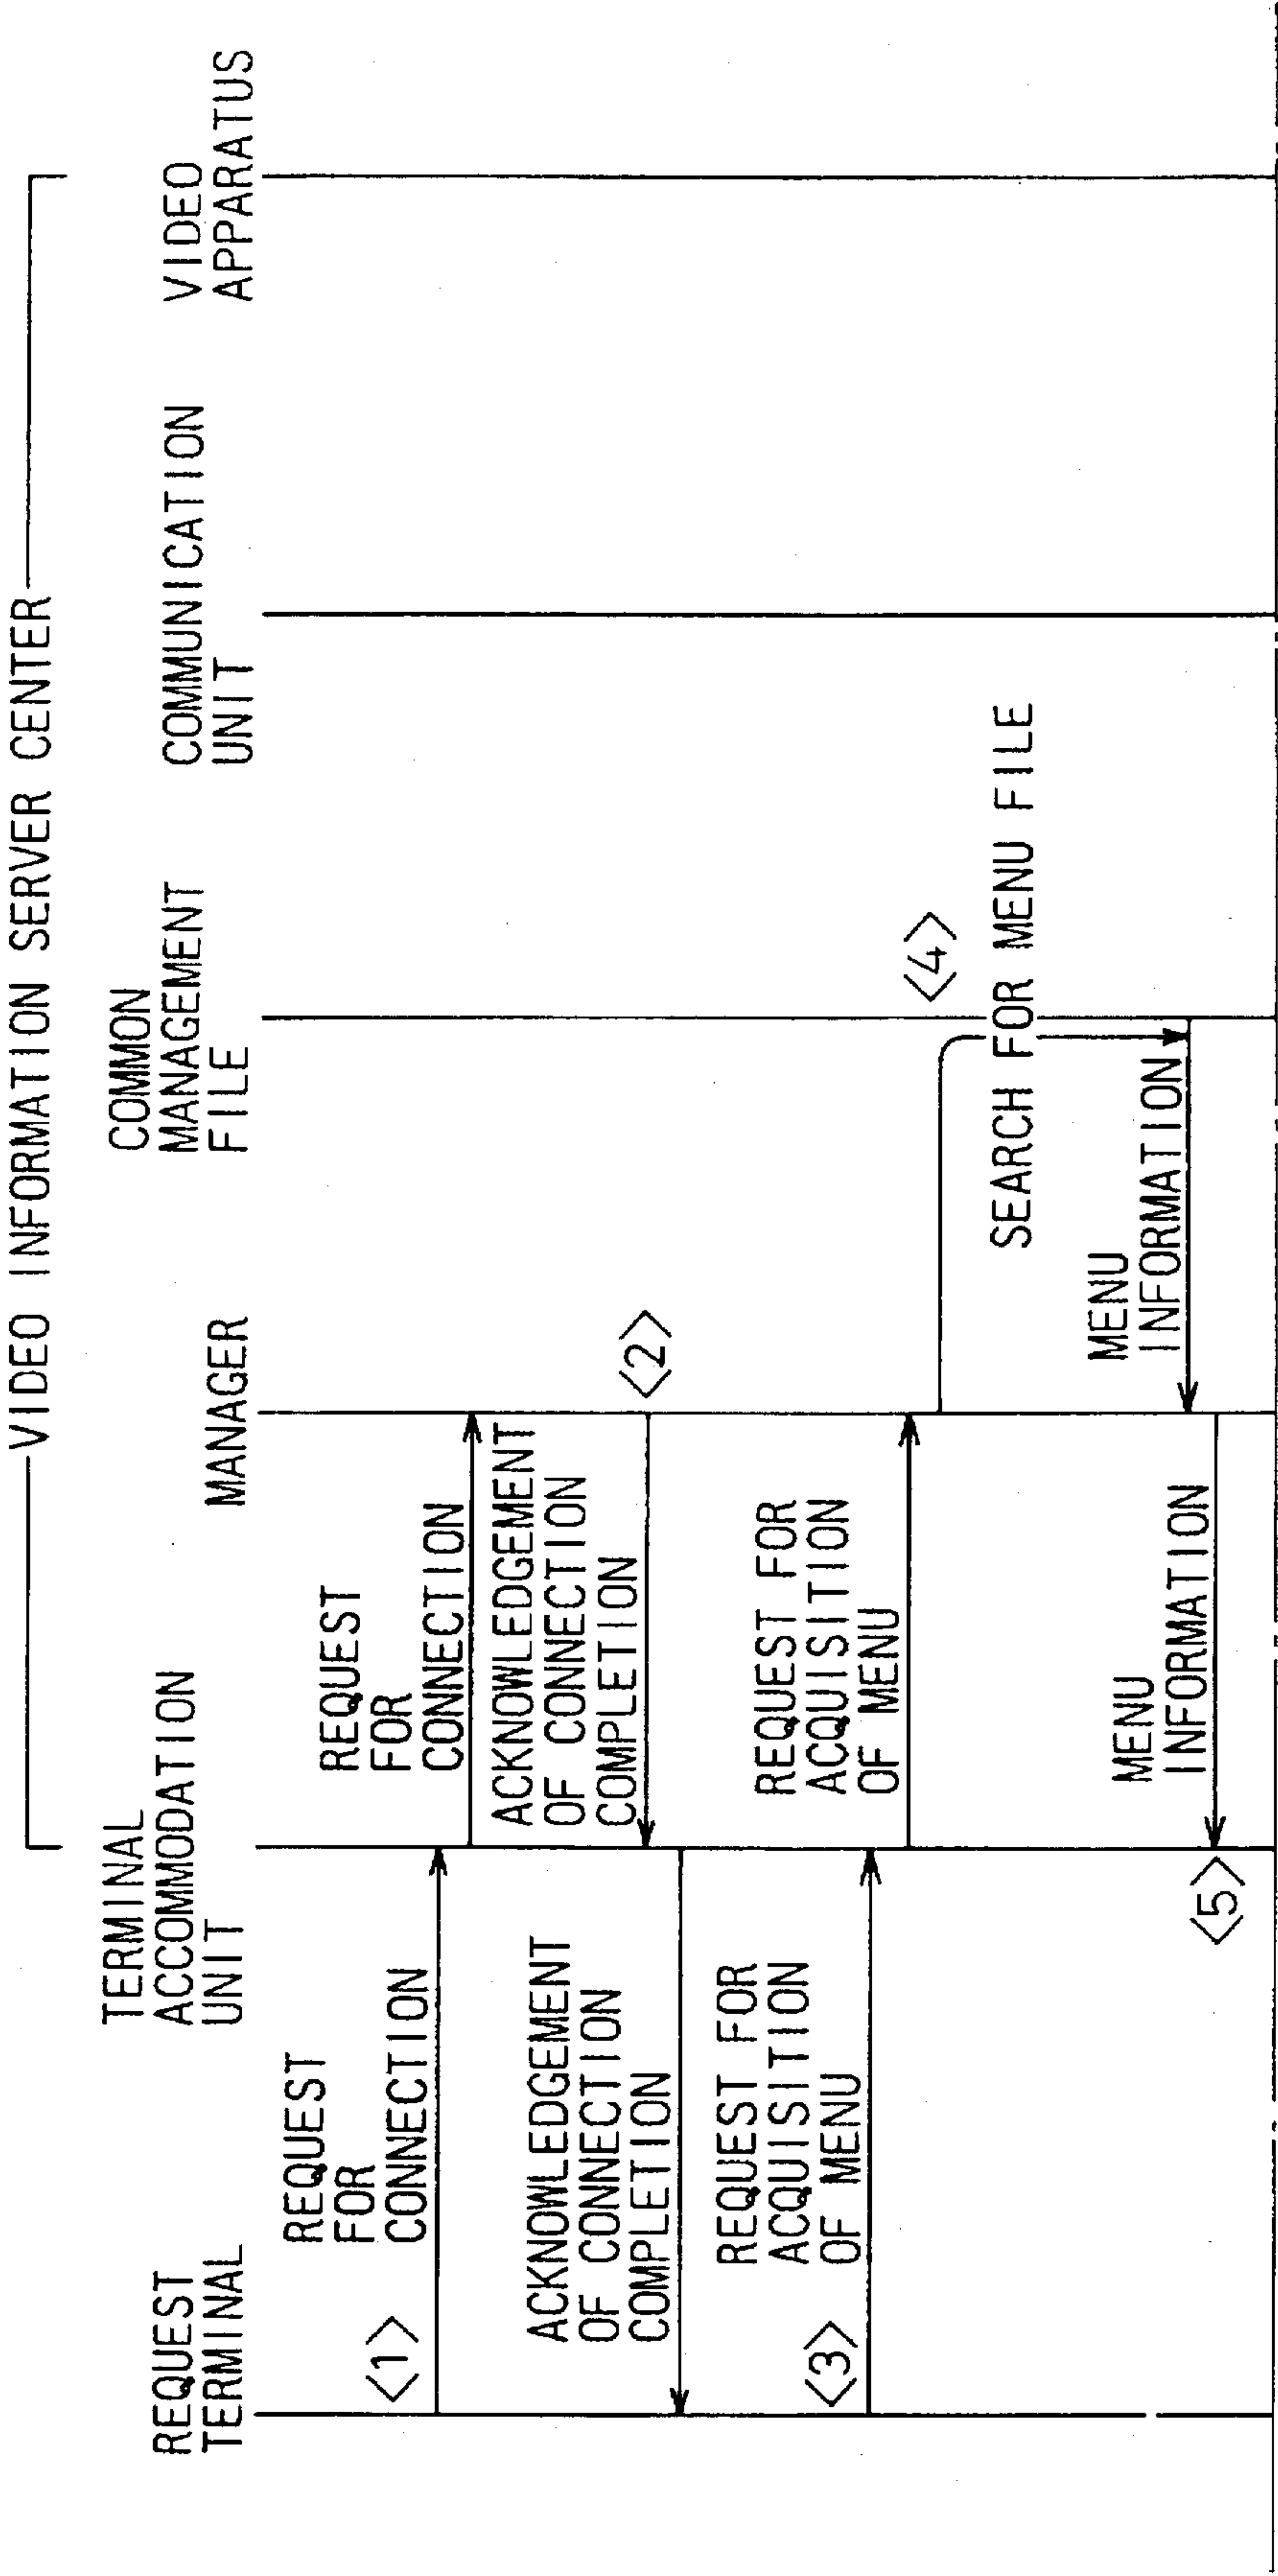 VIDEO INFORMATION SERVER CENTER
REQUEST
TERMINAL
TERMINAL
ACCOMMODATION
UNIT
MANAGER
COMMON
MANAGEMENT
FILE
COMMUNICATION
UNIT
VIDEO
APPARATUS
<1>
REQUEST
FOR
CONNECTION
REQUEST
FOR
CONNECTION
ACKNOWLEDGEMENT
OF CONNECTION
COMPLETION
<2>
ACKNOWLEDGEMENT
OF CONNECTION
COMPLETION
<3>
REQUEST FOR
ACQUISITION
OF MENU
REQUEST FOR
ACQUISITION
OF MENU
<4>
SEARCH FOR MENU FILE
MENU
INFORMATION
MENU
INFORMATION
<5>